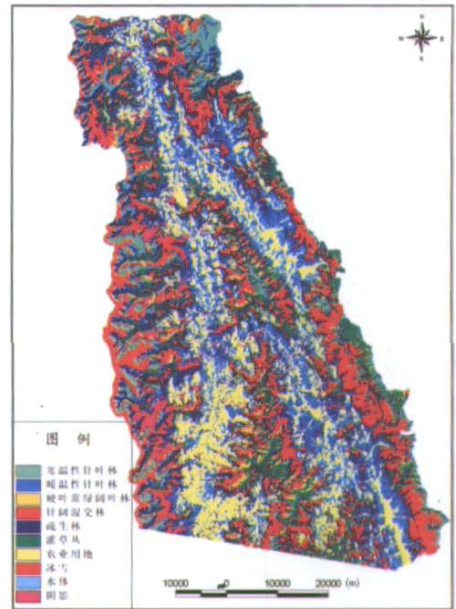 N
W E
S
图 例
寒温性针叶林
暖温性针叶林
硬叶常绿阔叶林
针阔混交林
疏生林
灌草丛
农业用地
冰雪
水体
阴影
10000 0 10000 20000 (m)